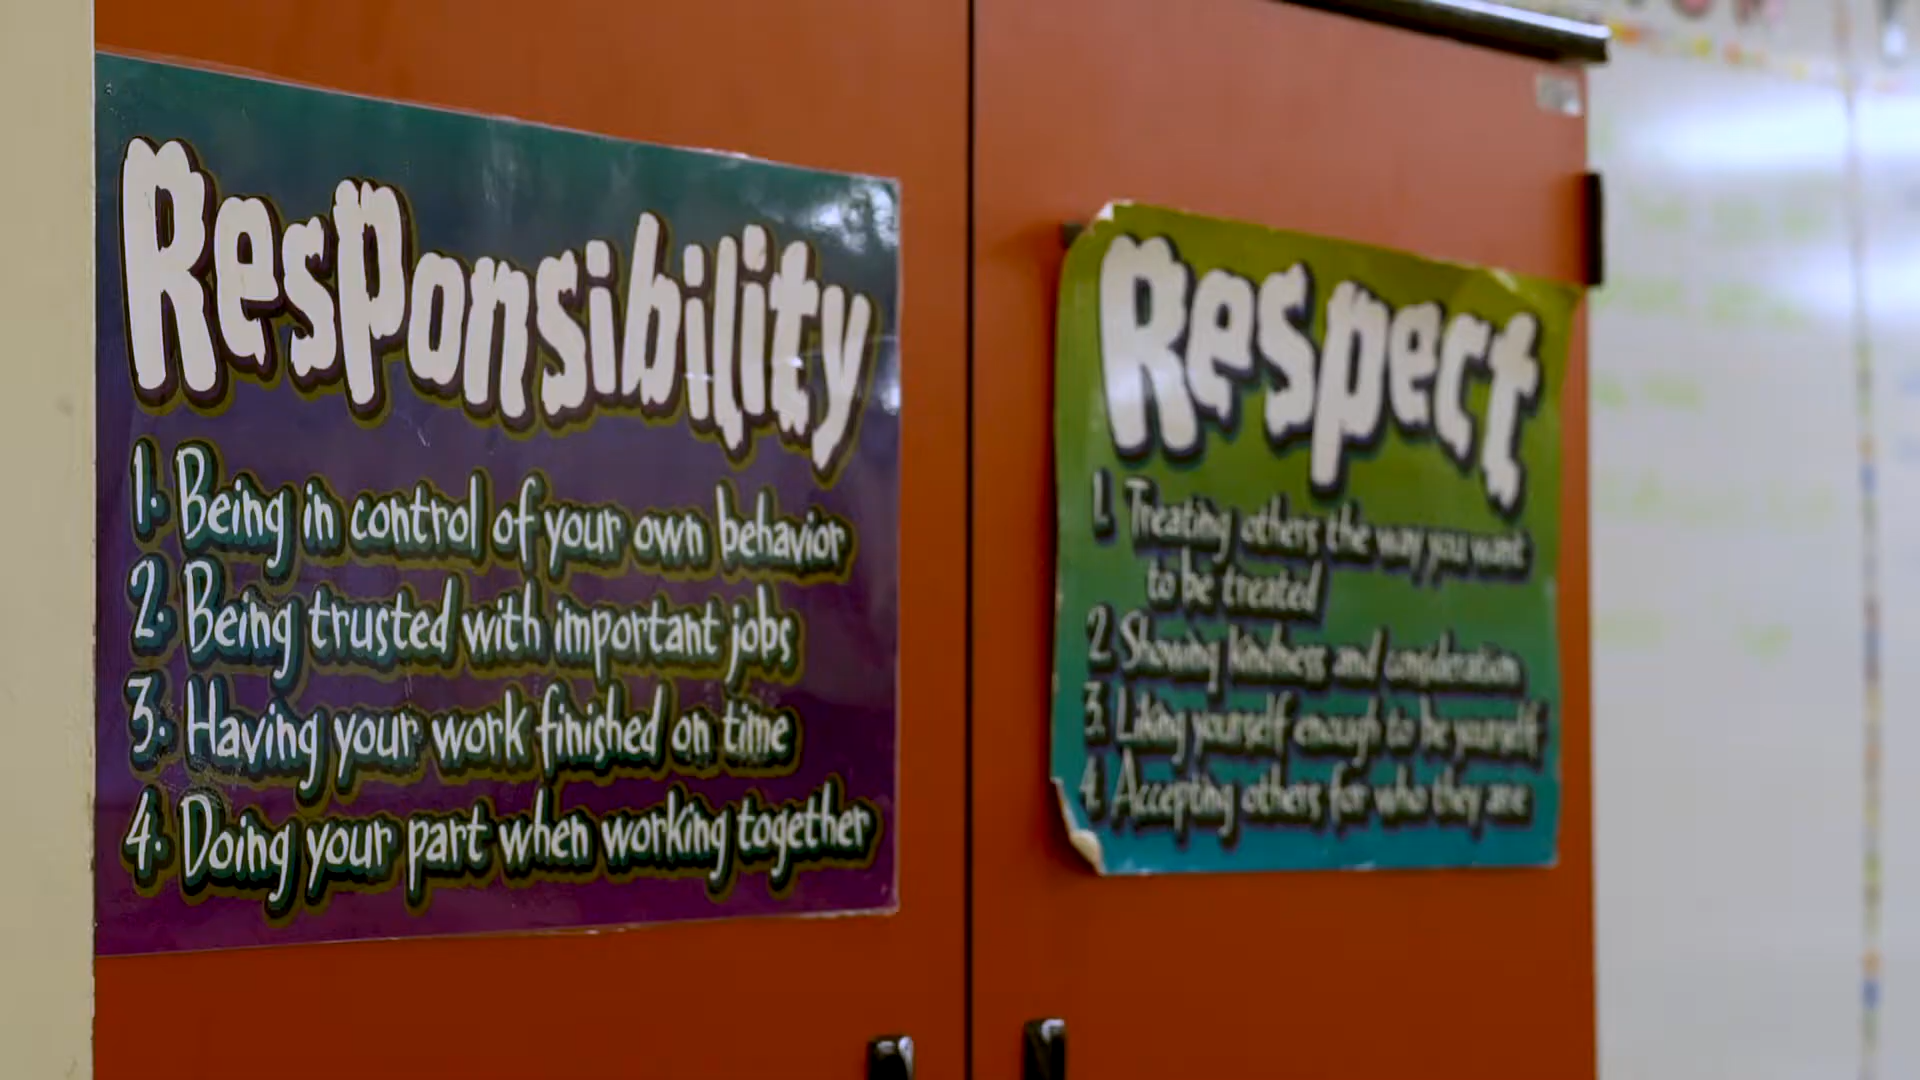 Responsibility
1. Being in control of your own behavior
2. Being trusted with important jobs
3. Having your work finished on time
4. Doing your part when working together
Respect
1. Treating others the way you want
to be treated
2. Showing kindness and consideration
3. Liking yourself enough to be yourself
4. Accepting others for who they are